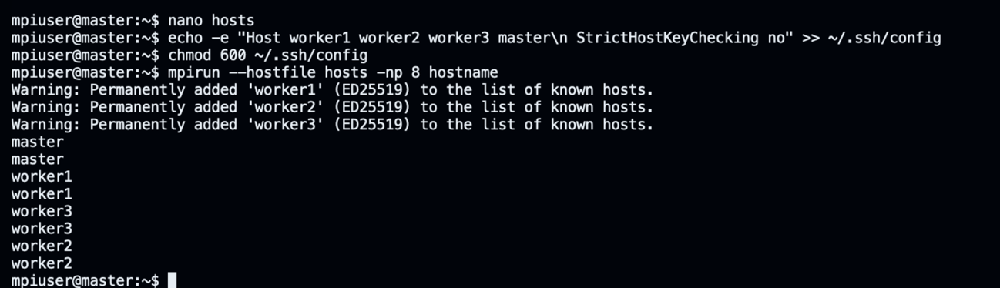 mpiuser@master:~$ nano hosts
mpiuser@master:~$ echo -e "Host worker1 worker2 worker3 master\n StrictHostKeyChecking no" >> ~/.ssh/config
mpiuser@master:~$ chmod 600 ~/.ssh/config
mpiuser@master:~$ mpirun --hostfile hosts -np 8 hostname
Warning: Permanently added 'worker1' (ED25519) to the list of known hosts.
Warning: Permanently added 'worker2' (ED25519) to the list of known hosts.
Warning: Permanently added 'worker3' (ED25519) to the list of known hosts.
master
master
worker1
worker1
worker3
worker3
worker2
worker2
mpiuser@master:~$